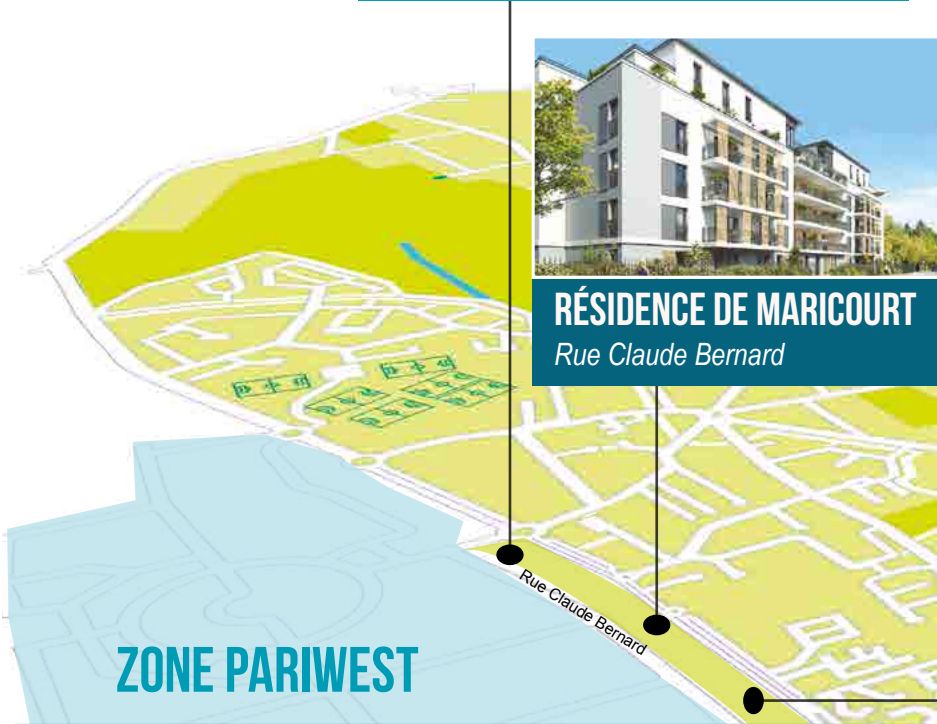 RÉSIDENCE DE MARICOURT
Rue Claude Bernard
Rue Claude Bernard
ZONE PARIWEST